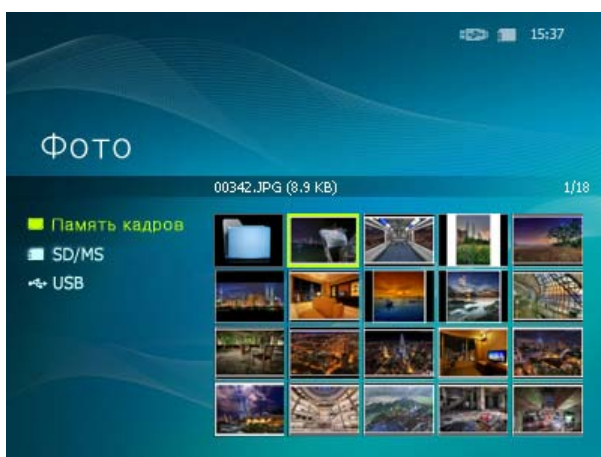 15:37
Фото
00342.JPG (8.9 KB) 1/18
Память кадров
SD/MS
USB